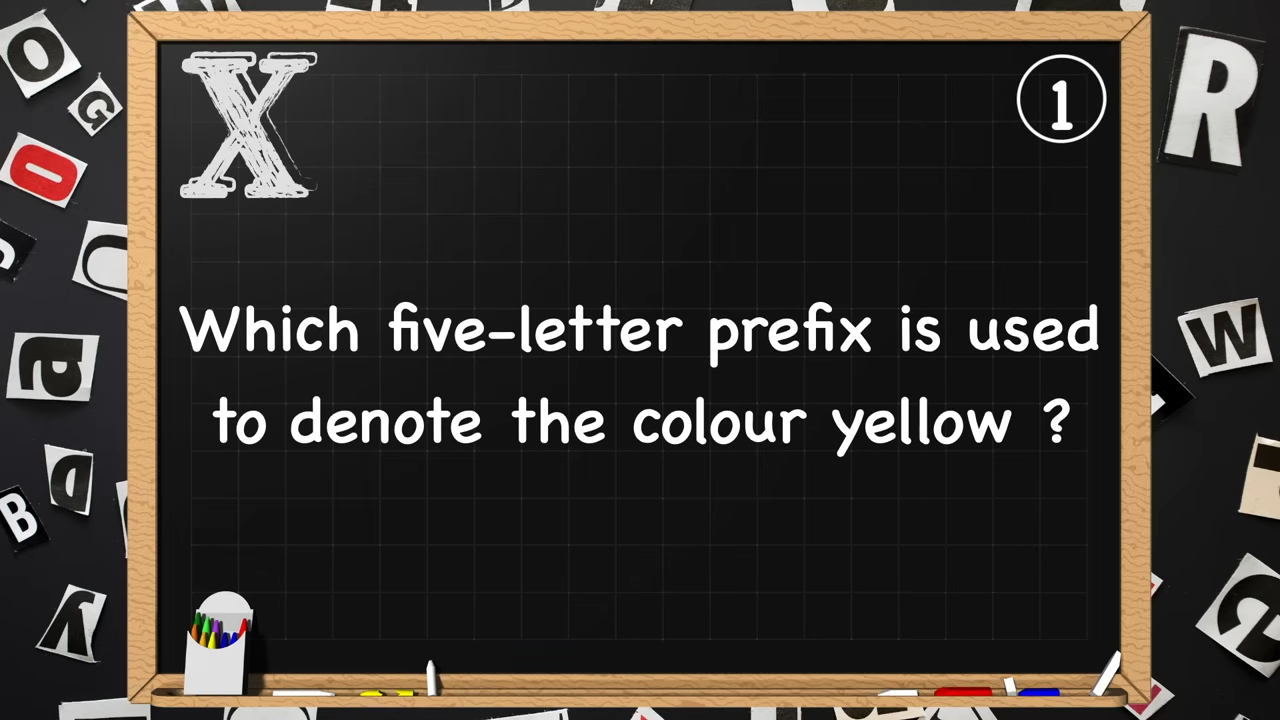 X
1
Which five-letter prefix is used
to denote the colour yellow ?
O
G
O
R
a
W
D
B